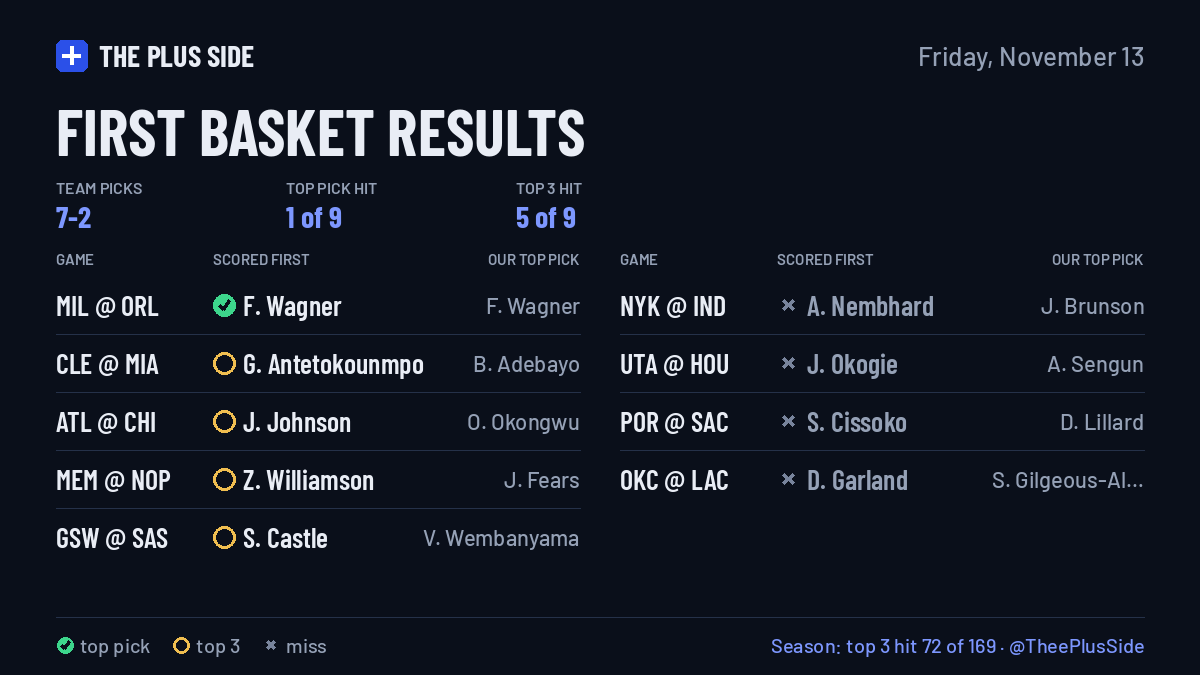 THE PLUS SIDE
Friday, November 13
FIRST BASKET RESULTS
TEAM PICKS TOP PICK HIT TOP 3 HIT
7-2 1 of 9 5 of 9
GAME SCORED FIRST OUR TOP PICK
MIL @ ORL F. Wagner F. Wagner
CLE @ MIA G. Antetokounmpo B. Adebayo
ATL @ CHI J. Johnson O. Okongwu
MEM @ NOP Z. Williamson J. Fears
GSW @ SAS S. Castle V. Wembanyama
GAME SCORED FIRST OUR TOP PICK
NYK @ IND A. Nembhard J. Brunson
UTA @ HOU J. Okogie A. Sengun
POR @ SAC S. Cissoko D. Lillard
OKC @ LAC D. Garland S. Gilgeous-Al...
top pick top 3 miss
Season: top 3 hit 72 of 169 · @TheePlusSide